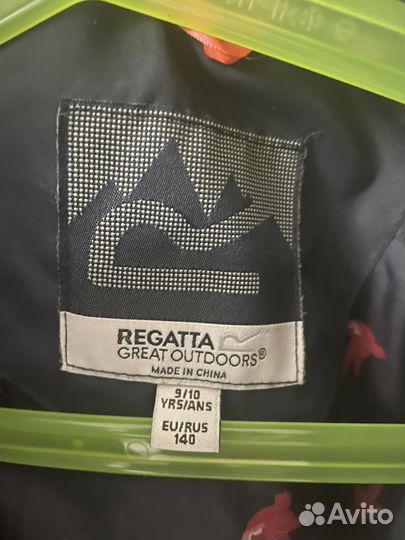 REGATTA
GREAT OUTDOORS®
MADE IN CHINA
9/10
YRS/ANS
EU/RUS
140
Avito